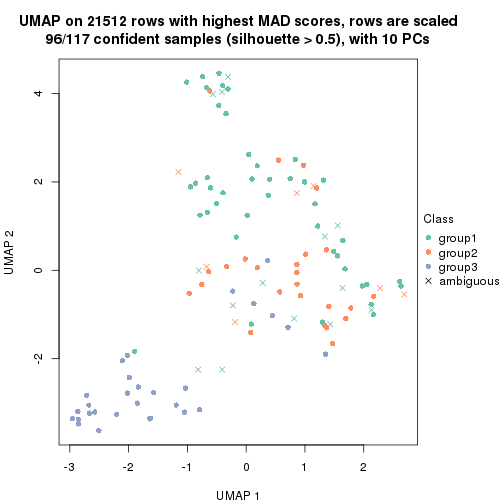 UMAP on 21512 rows with highest MAD scores, rows are scaled
96/117 confident samples (silhouette > 0.5), with 10 PCs
4
2
0
-2
UMAP 2
-3
-2
-1
0
1
2
UMAP 1
Class
group1
group2
group3
ambiguous